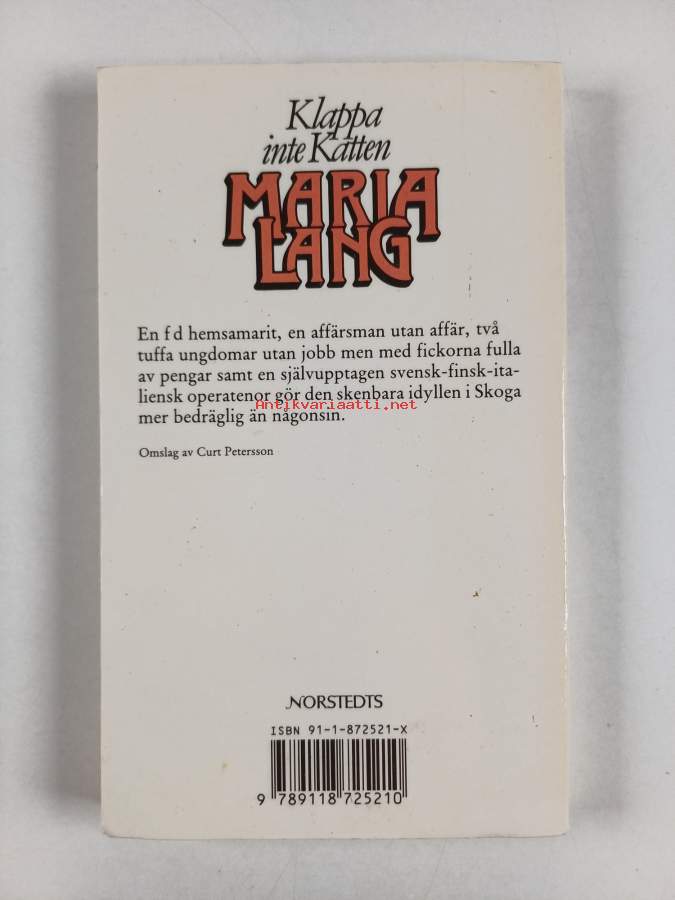 Klappa
inte Katten
MARIA
LANG
En f d hemsamarit, en affärsman utan affär, två
tuffa ungdomar utan jobb men med fickorna fulla
av pengar samt en självupptagen svensk-finsk-ita-
liensk operatenor gör den skenbara idyllen i Skoga
mer bedräglig än någonsin.
Antikvariaatti.net
Omslag av Curt Petersson
NORSTEDTS
ISBN 91-1-872521-X
9 789118 725210